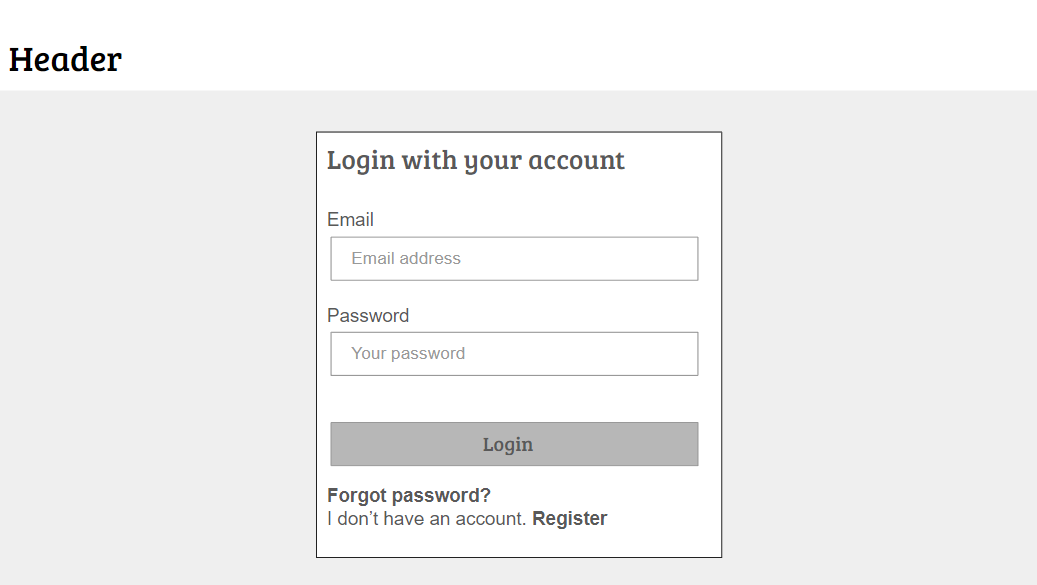 Header
Login with your account
Email
Email address
Password
Your password
Login
Forgot password?
I don’t have an account. Register